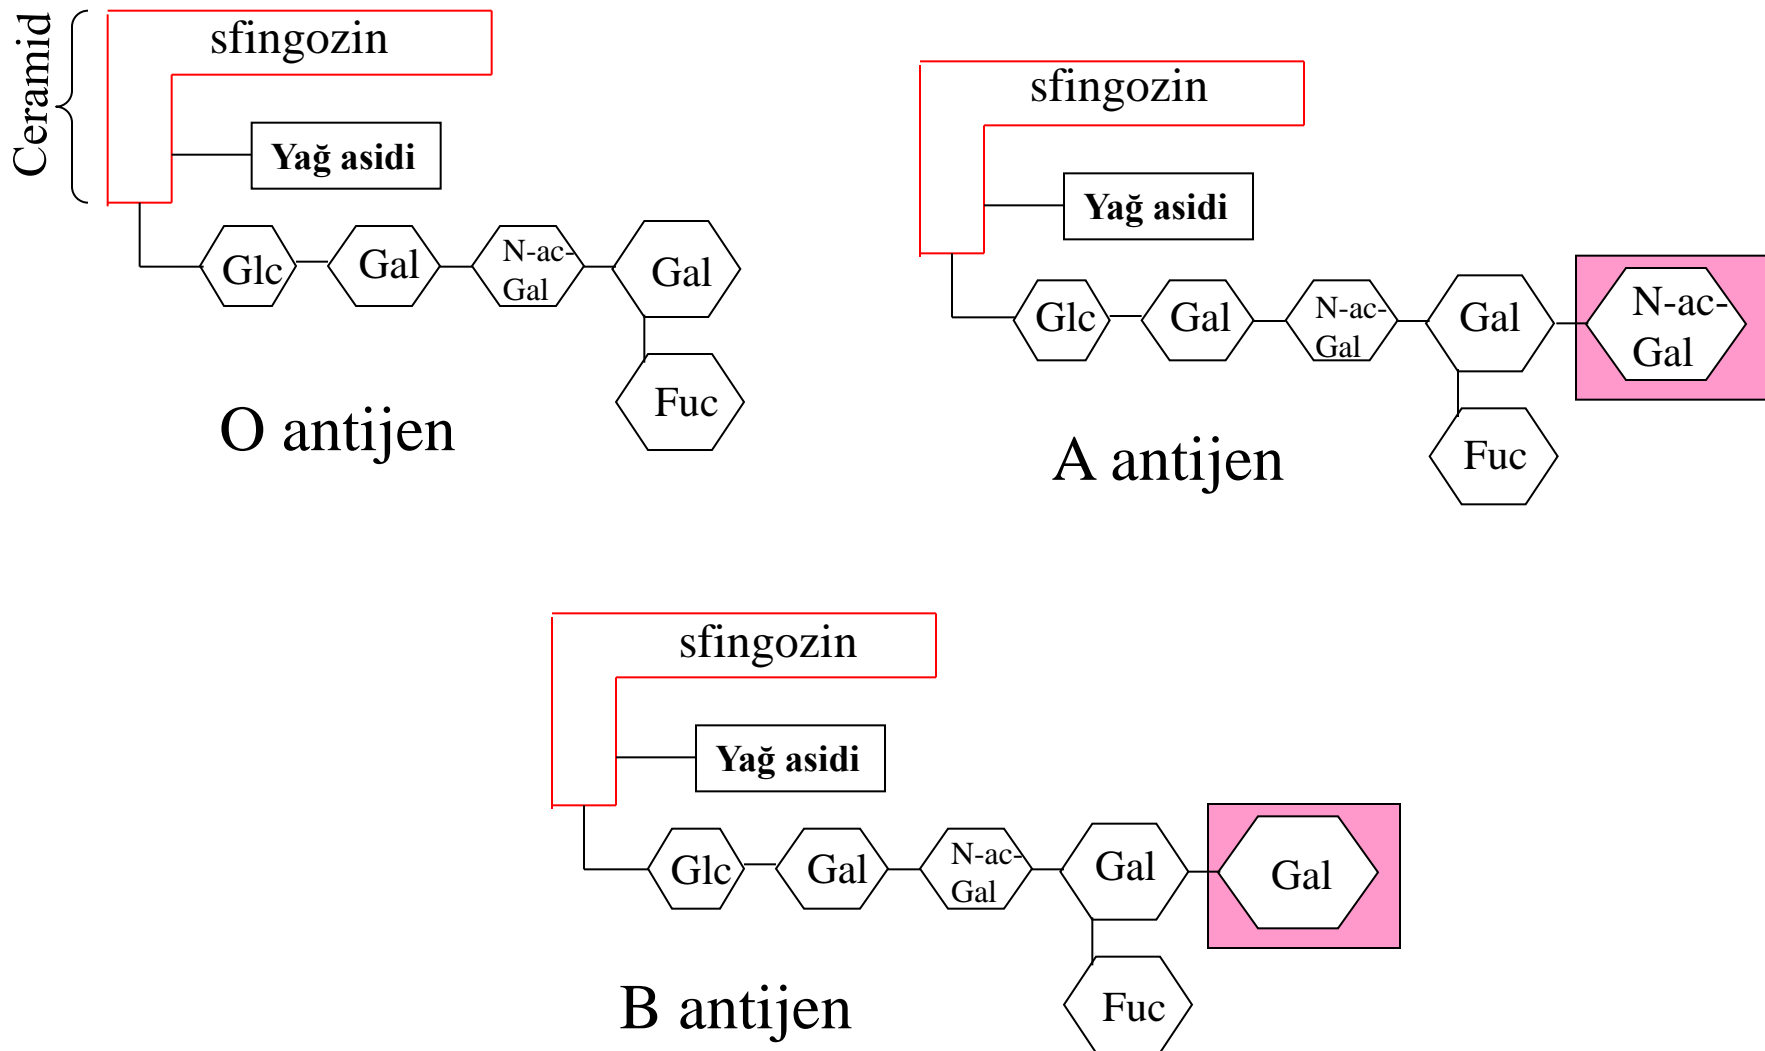 Ceramid
sfingozin
Yağ asidi
Glc
Gal
N-ac-
Gal
Gal
Fuc
O antijen
sfingozin
Yağ asidi
Glc
Gal
N-ac-
Gal
Gal
N-ac-
Gal
Fuc
A antijen
sfingozin
Yağ asidi
Glc
Gal
N-ac-
Gal
Gal
Gal
Fuc
B antijen